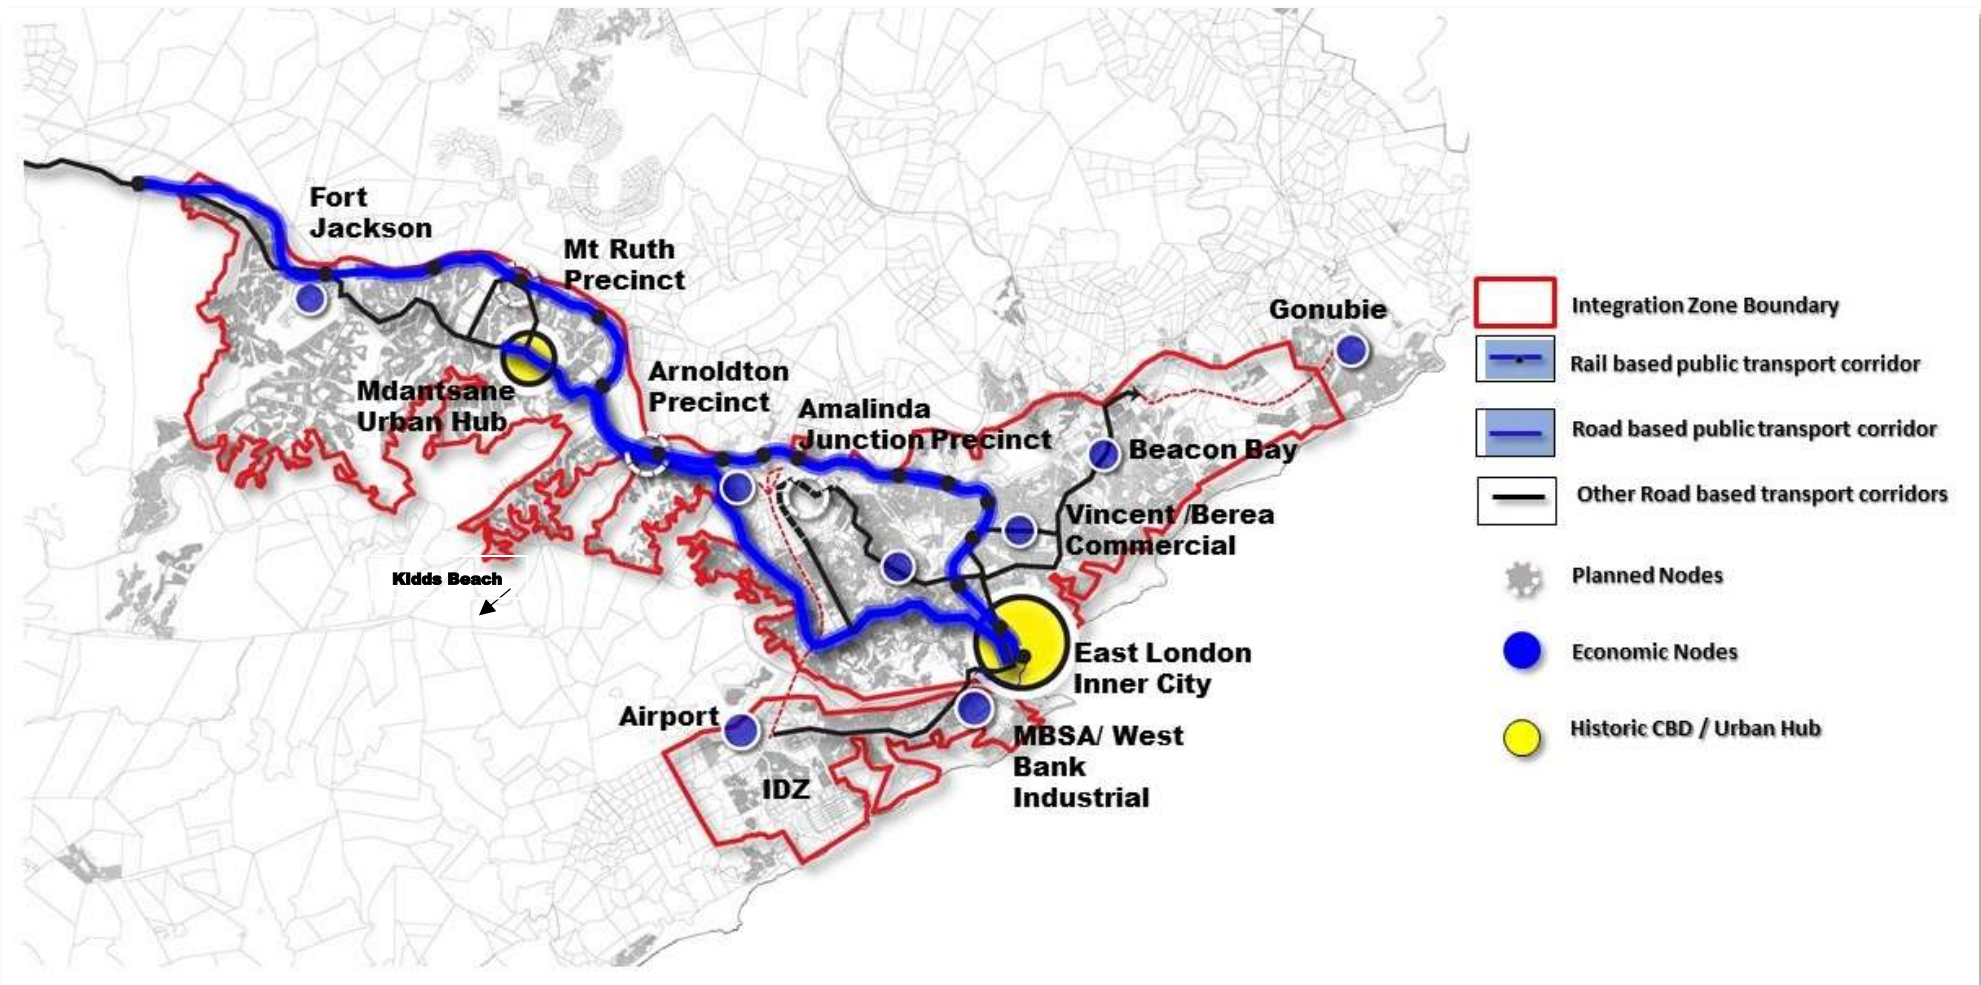 Fort
Jackson
Mt Ruth
Precinct
Gonubie
Mdantsane
Urban Hub
Arnoldton
Precinct
Amalinda
Junction Precinct
Beacon Bay
Vincent /Berea
Commercial
Kidds Beach
East London
Inner City
Airport
MBSA/ West
Bank
Industrial
IDZ
Integration Zone Boundary
Rail based public transport corridor
Road based public transport corridor
Other Road based transport corridors
Planned Nodes
Economic Nodes
Historic CBD / Urban Hub